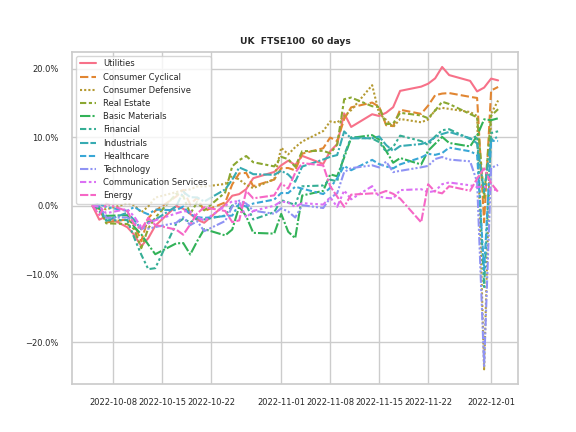 UK FTSE100 60 days
Utilities
Consumer Cyclical
Consumer Defensive
Real Estate
Basic Materials
Financial
Industrials
Healthcare
Technology
Communication Services
Energy
20.0%
10.0%
0.0%
−10.0%
−20.0%
2022-10-08 2022-10-15 2022-10-22 2022-11-01 2022-11-08 2022-11-15 2022-11-22 2022-12-01